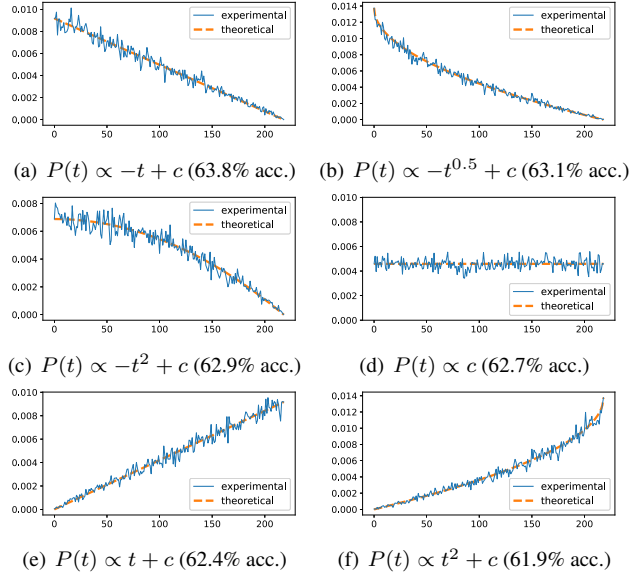 0.010
0.008
0.006
0.004
0.002
0.000
0 50 100 150 200
experimental
theoretical
(a) P(t) ∝ −t + c (63.8% acc.)
0.014
0.012
0.010
0.008
0.006
0.004
0.002
0.000
0 50 100 150 200
experimental
theoretical
(b) P(t) ∝ −t^0.5 + c (63.1% acc.)
0.008
0.006
0.004
0.002
0.000
0 50 100 150 200
experimental
theoretical
(c) P(t) ∝ −t² + c (62.9% acc.)
0.010
0.008
0.006
0.004
0.002
0.000
0 50 100 150 200
experimental
theoretical
(d) P(t) ∝ c (62.7% acc.)
0.010
0.008
0.006
0.004
0.002
0.000
0 50 100 150 200
experimental
theoretical
(e) P(t) ∝ t + c (62.4% acc.)
0.014
0.012
0.010
0.008
0.006
0.004
0.002
0.000
0 50 100 150 200
experimental
theoretical
(f) P(t) ∝ t² + c (61.9% acc.)